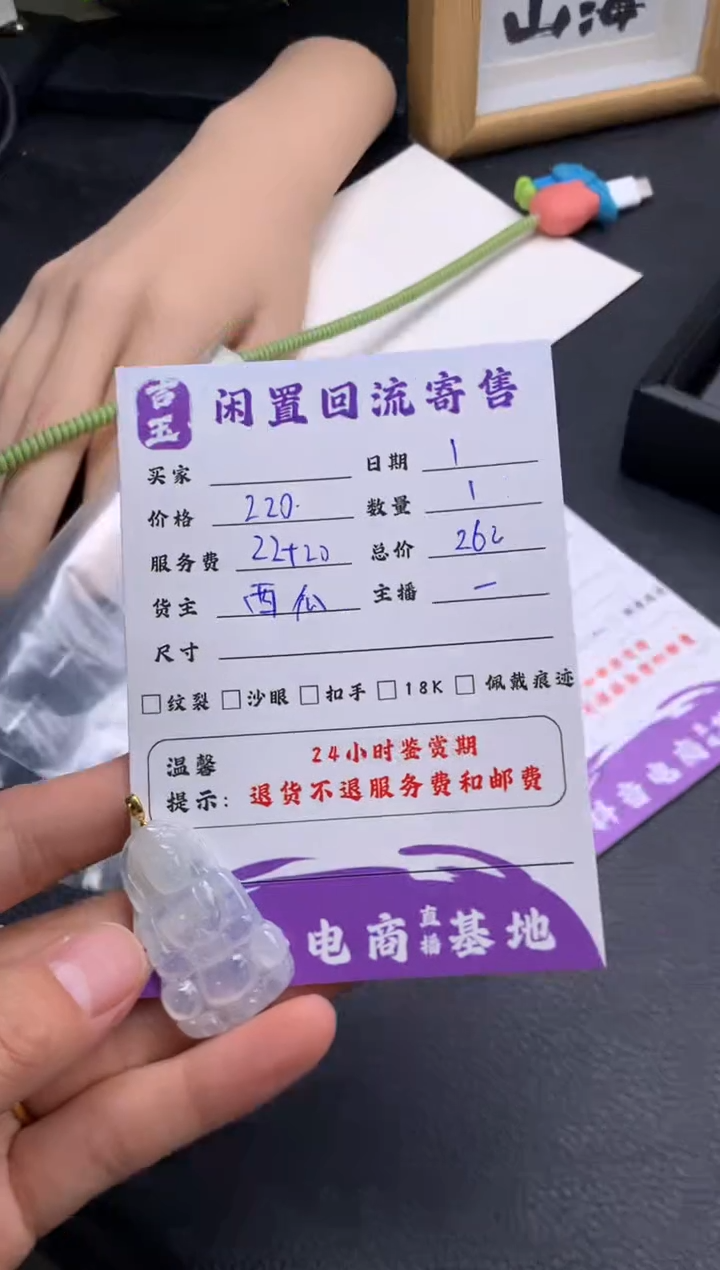 山海
吉玉 闲置回流寄售
买家 日期 1
价格 220. 数量 1
服务费 22+20 总价 262
货主 西瓜 主播 一
尺寸
□纹裂 □沙眼 □扣手 □18K □佩戴痕迹
温馨 24小时鉴赏期
提示: 退货不退服务费和邮费
电商直播基地
抖音电商